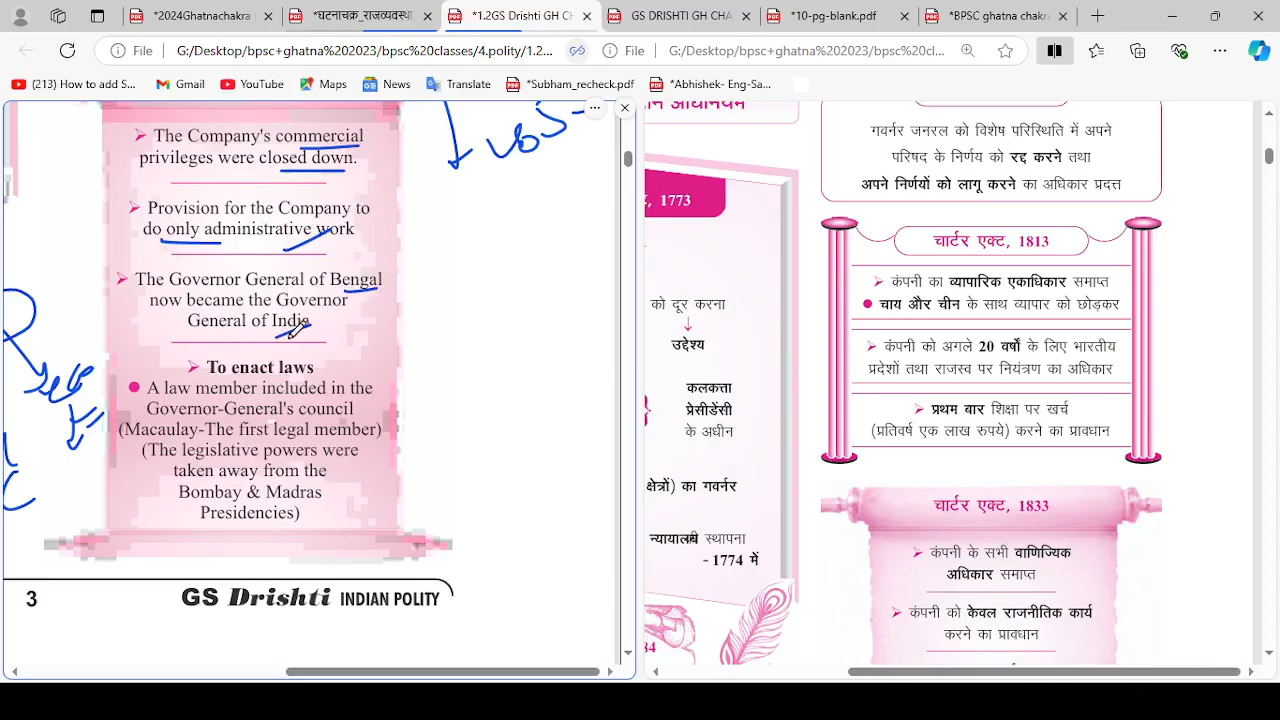 *2024Ghatnachakra
*घटनाचक्र_राजव्यवस्था
*1.2GS Drishti GH CH
GS DRISHTI GH CHA
*10-pg-blank.pdf
*BPSC ghatna chakra
File
G:/Desktop/bpsc+ghatna%202023/bpsc%20classes/4.polity/1.2...
File
G:/Desktop/bpsc+ghatna%202023/bpsc%20cl...
(213) How to add S...
Gmail
YouTube
Maps
News
Translate
*Subham_recheck.pdf
*Abhishek- Eng-Sa...
The Company's commercial
privileges were closed down.
Provision for the Company to
do only administrative work
The Governor General of Bengal
now became the Governor
General of India
To enact laws
A law member included in the
Governor-General's council
(Macaulay-The first legal member)
(The legislative powers were
taken away from the
Bombay & Madras
Presidencies)
3
GS Drishti INDIAN POLITY
, 1773
को दूर करना
उद्देश्य
कलकत्ता
प्रेसीडेंसी
के अधीन
क्षेत्रों) का गवर्नर
न्यायालय की स्थापना
- 1774 में
84
गवर्नर जनरल को विशेष परिस्थिति में अपने
परिषद के निर्णय को रद्द करने तथा
अपने निर्णयों को लागू करने का अधिकार प्रदत्त
चार्टर एक्ट, 1813
कंपनी का व्यापारिक एकाधिकार समाप्त
चाय और चीन के साथ व्यापार को छोड़कर
कंपनी को अगले 20 वर्षों के लिए भारतीय
प्रदेशों तथा राजस्व पर नियंत्रण का अधिकार
प्रथम बार शिक्षा पर खर्च
(प्रतिवर्ष एक लाख रुपये) करने का प्रावधान
चार्टर एक्ट, 1833
कंपनी के सभी वाणिज्यिक
अधिकार समाप्त
कंपनी को केवल राजनीतिक कार्य
करने का प्रावधान